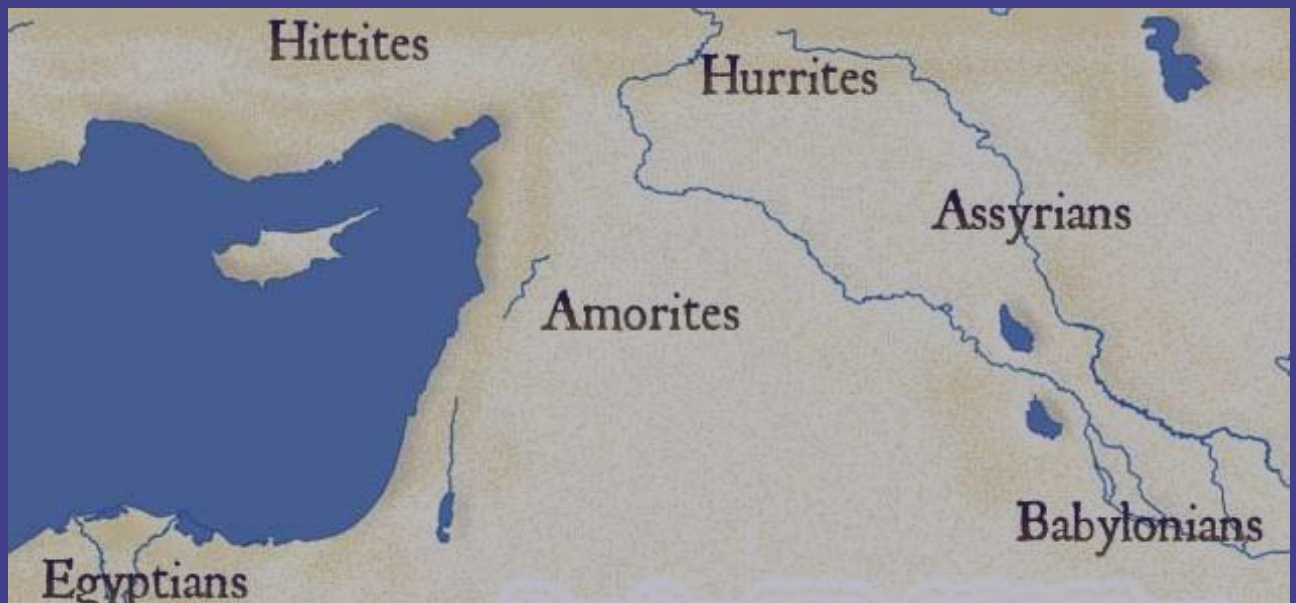 Hittites
Hurrites
Assyrians
Amorites
Babylonians
Egyptians